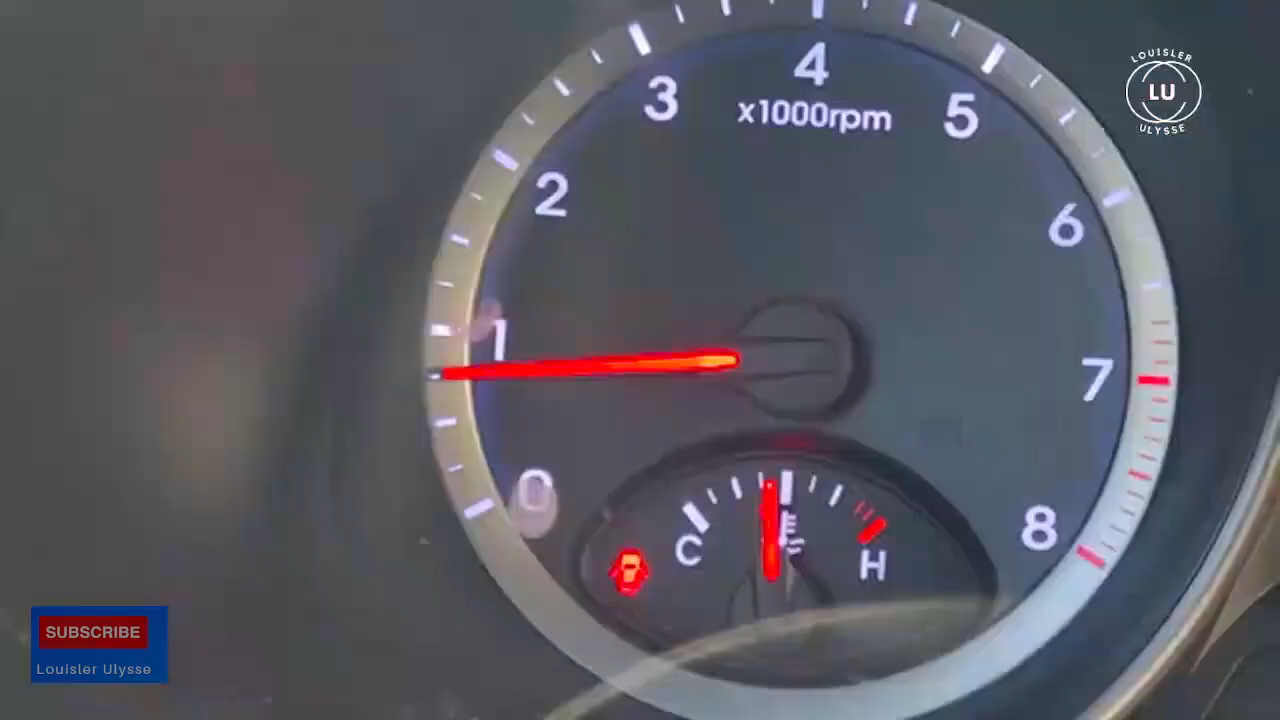 4
3
x1000rpm
5
2
6
1
7
0
8
C
H
LOUISLER
LU
ULYSSE
SUBSCRIBE
Louisler Ulysse